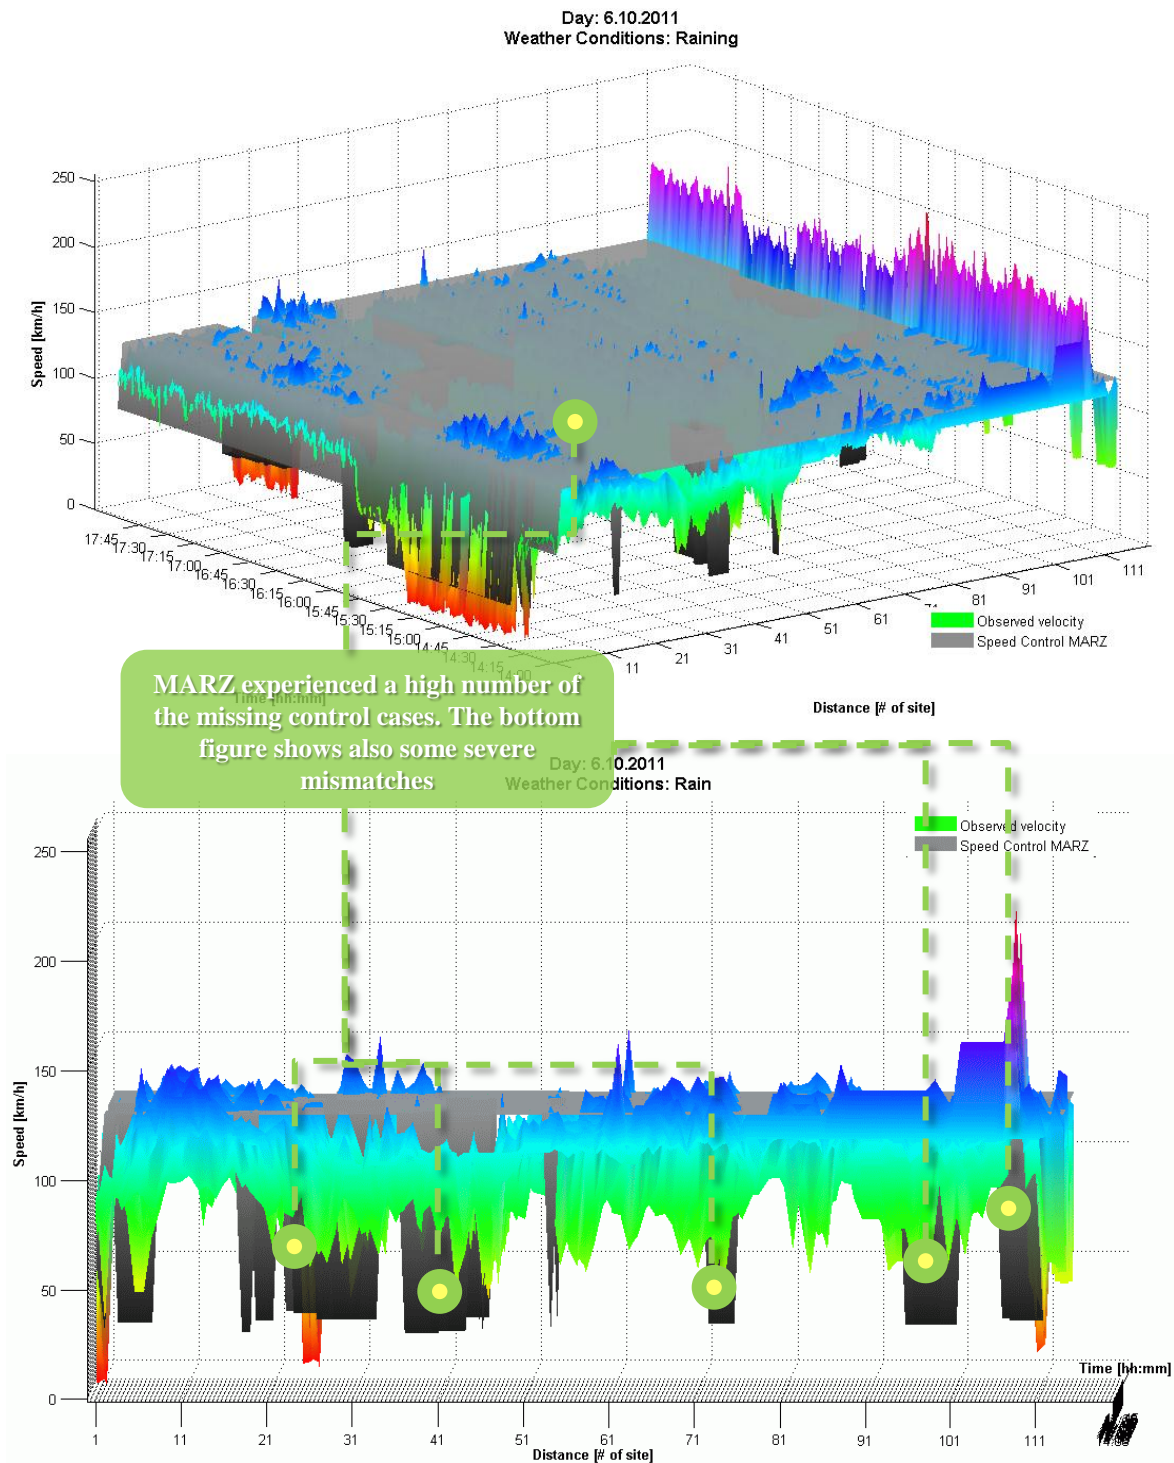 Day: 6.10.2011
Weather Conditions: Raining
250
200
150
100
50
0
Speed [km/h]
17:45
17:30
17:15
17:00
16:45
16:30
16:15
16:00
15:45
15:30
15:15
15:00
14:45
14:30
14:15
14:00
Time [hh:mm]
11
21
31
41
51
61
71
81
91
101
111
Distance [# of site]
Observed velocity
Speed Control MARZ
MARZ experienced a high number of
the missing control cases. The bottom
figure shows also some severe
mismatches
Day: 6.10.2011
Weather Conditions: Rain
Observed velocity
Speed Control MARZ
250
200
150
100
50
0
Speed [km/h]
Time [hh:mm]
1
11
21
31
41
51
61
71
81
91
101
111
Distance [# of site]